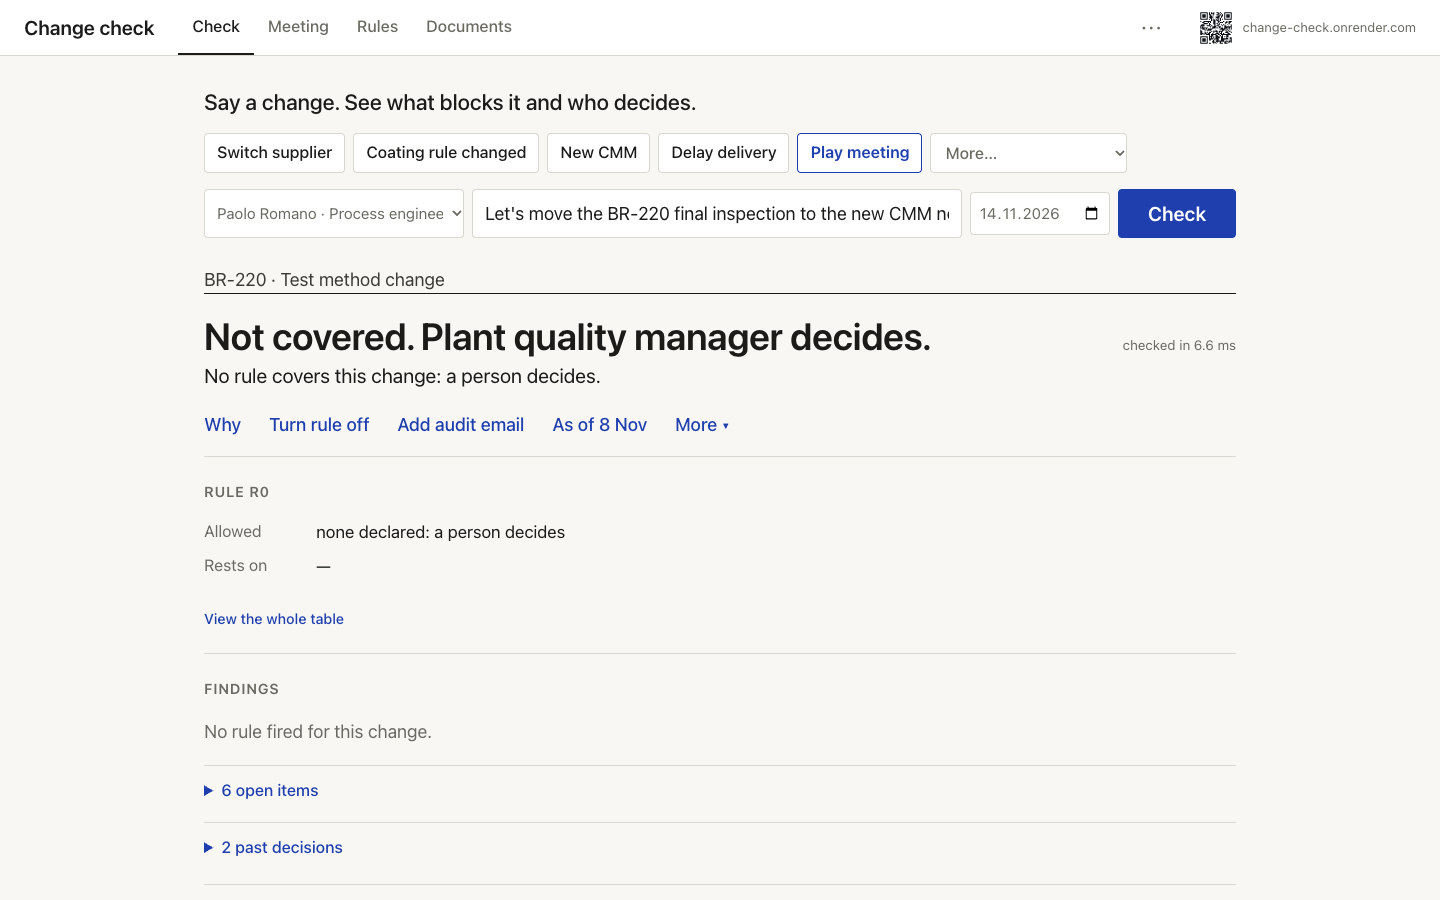 Change check
Check
Meeting
Rules
Documents
...
change-check.onrender.com
Say a change. See what blocks it and who decides.
Switch supplier
Coating rule changed
New CMM
Delay delivery
Play meeting
More...
Paolo Romano · Process enginee
Let's move the BR-220 final inspection to the new CMM
14.11.2026
Check
BR-220 · Test method change
Not covered. Plant quality manager decides.
checked in 6.6 ms
No rule covers this change: a person decides.
Why
Turn rule off
Add audit email
As of 8 Nov
More ▾
RULE R0
Allowed
none declared: a person decides
Rests on
—
View the whole table
FINDINGS
No rule fired for this change.
6 open items
2 past decisions